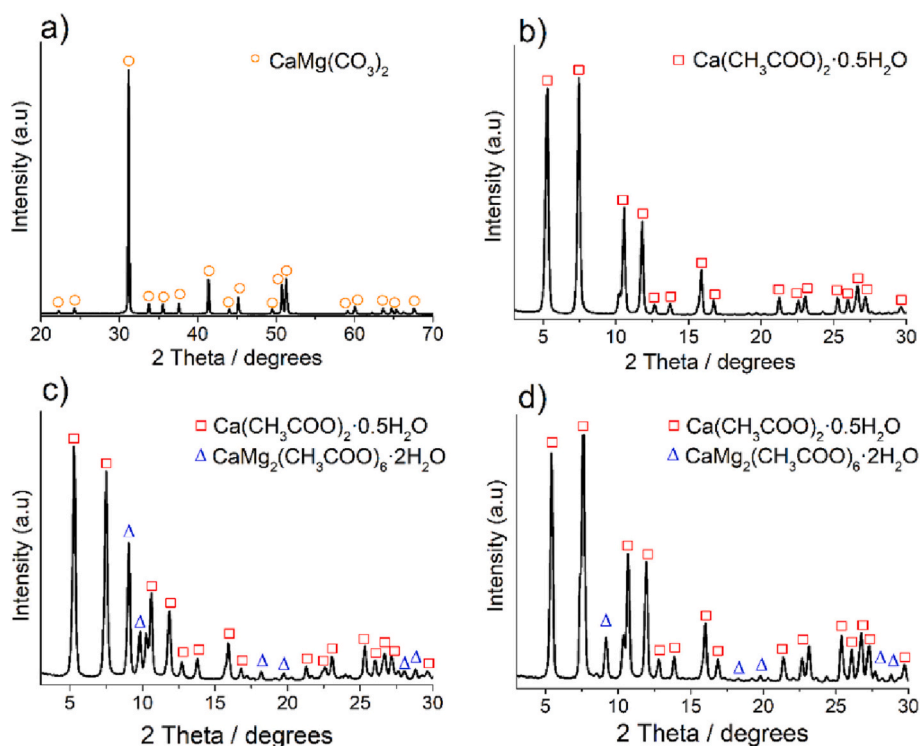 a)
○ CaMg(CO₃)₂
Intensity (a.u)
20 30 40 50 60 70
2 Theta / degrees
b)
□ Ca(CH₃COO)₂·0.5H₂O
Intensity (a.u)
5 10 15 20 25 30
2 Theta / degrees
c)
□ Ca(CH₃COO)₂·0.5H₂O
Δ CaMg₂(CH₃COO)₆·2H₂O
Intensity (a.u)
5 10 15 20 25 30
2 Theta / degrees
d)
□ Ca(CH₃COO)₂·0.5H₂O
Δ CaMg₂(CH₃COO)₆·2H₂O
Intensity (a.u)
5 10 15 20 25 30
2 Theta / degrees